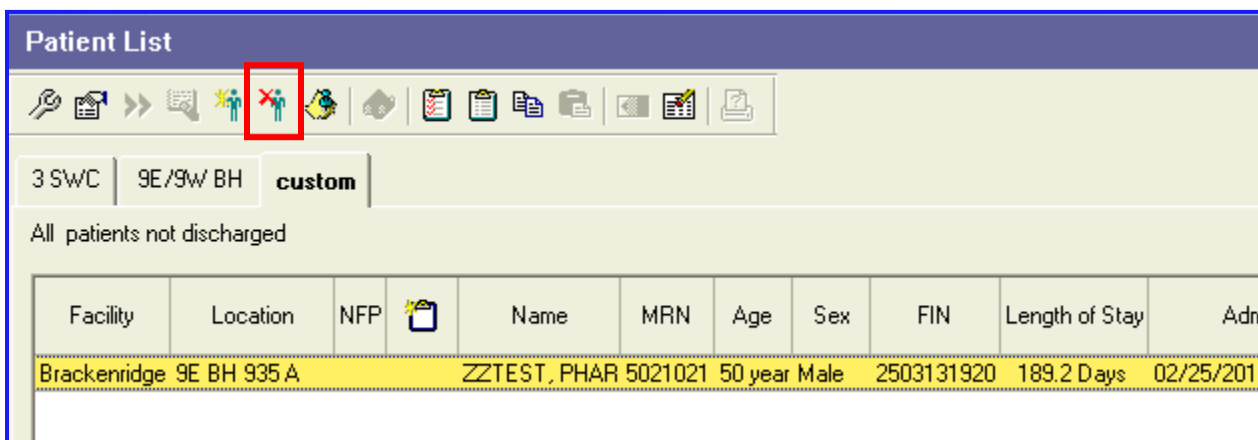 Patient List
3 SWC 9E/9W BH custom
All patients not discharged
Facility Location NFP Name MRN Age Sex FIN Length of Stay Adm
Brackenridge 9E BH 935 A ZZTEST, PHAR 5021021 50 year Male 2503131920 189.2 Days 02/25/201